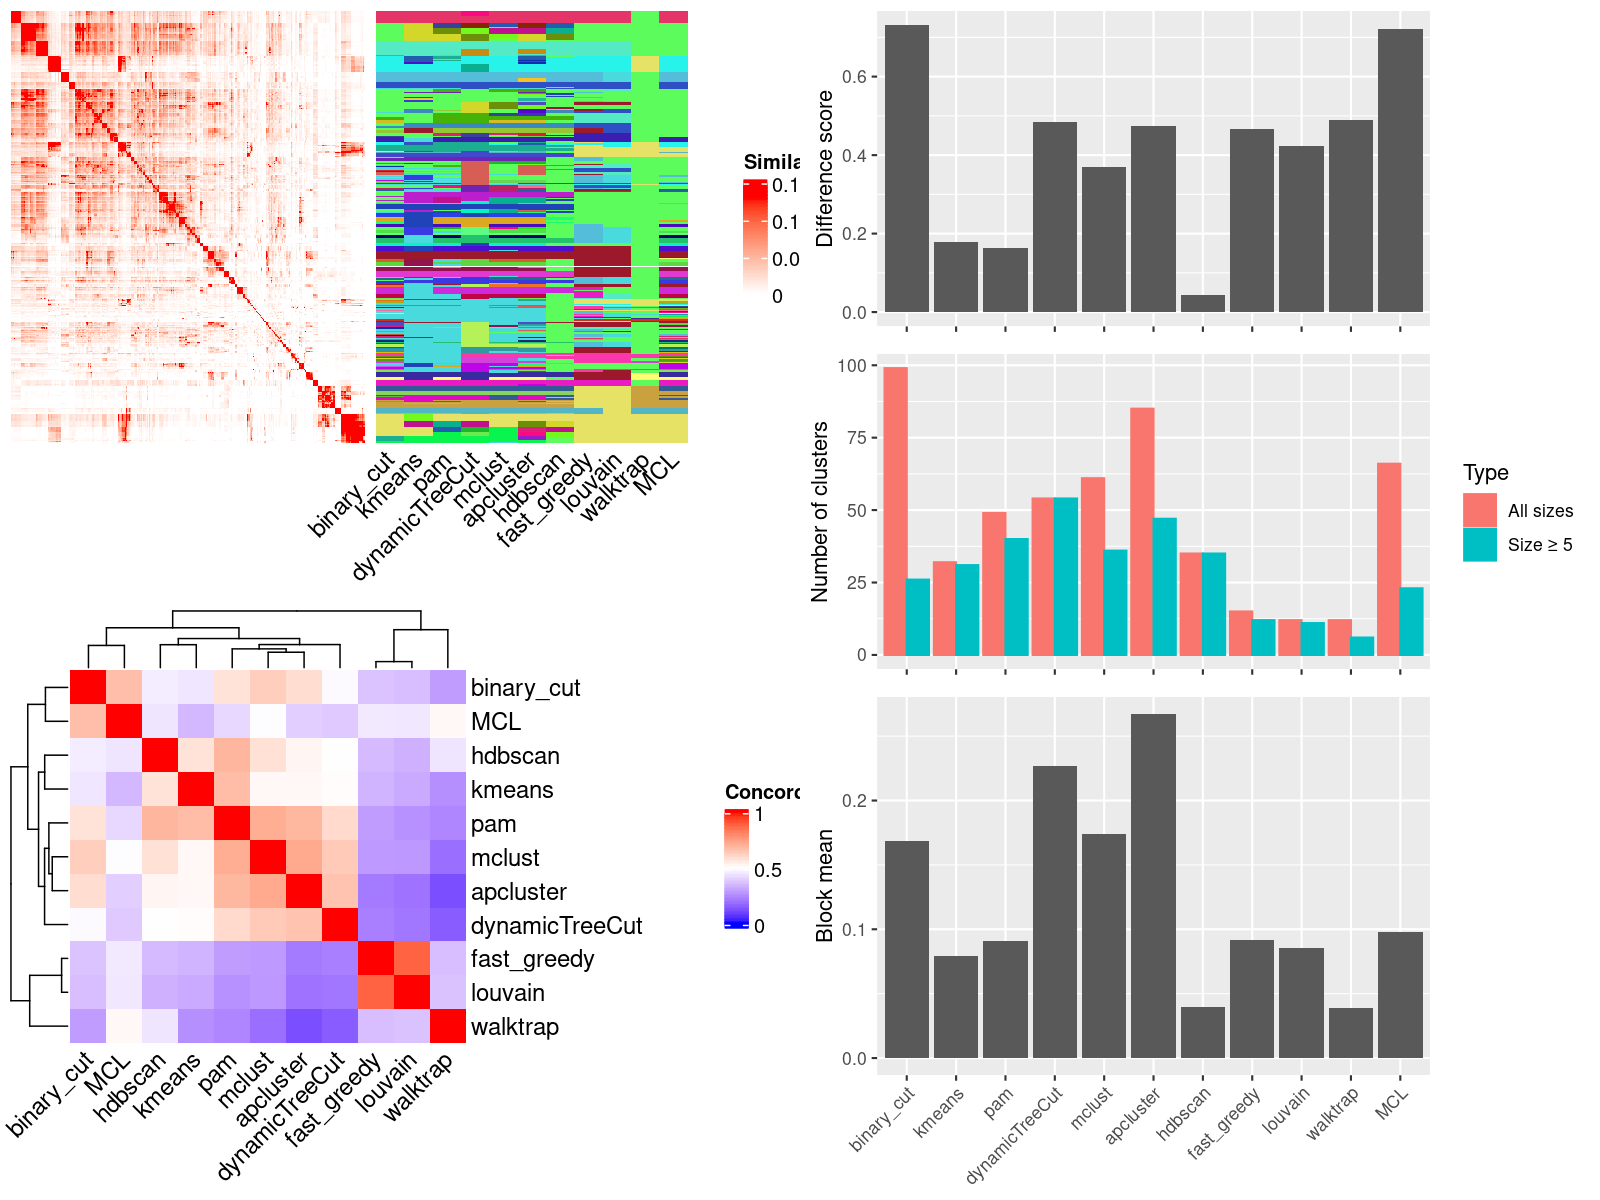 Simila
0.1
0.1
0.0
0
binary_cut
kmeans
pam
dynamicTreeCut
mclust
apcluster
hdbscan
fast_greedy
louvain
walktrap
MCL
binary_cut
MCL
hdbscan
kmeans
pam
mclust
apcluster
dynamicTreeCut
fast_greedy
louvain
walktrap
binary_cut
MCL
hdbscan
kmeans
pam
mclust
apcluster
dynamicTreeCut
fast_greedy
louvain
walktrap
Concord
1
0.5
0
Difference score
0.6
0.4
0.2
0.0
Number of clusters
100
75
50
25
0
Type
All sizes
Size ≥ 5
Block mean
0.2
0.1
0.0
binary_cut
kmeans
pam
dynamicTreeCut
mclust
apcluster
hdbscan
fast_greedy
louvain
walktrap
MCL